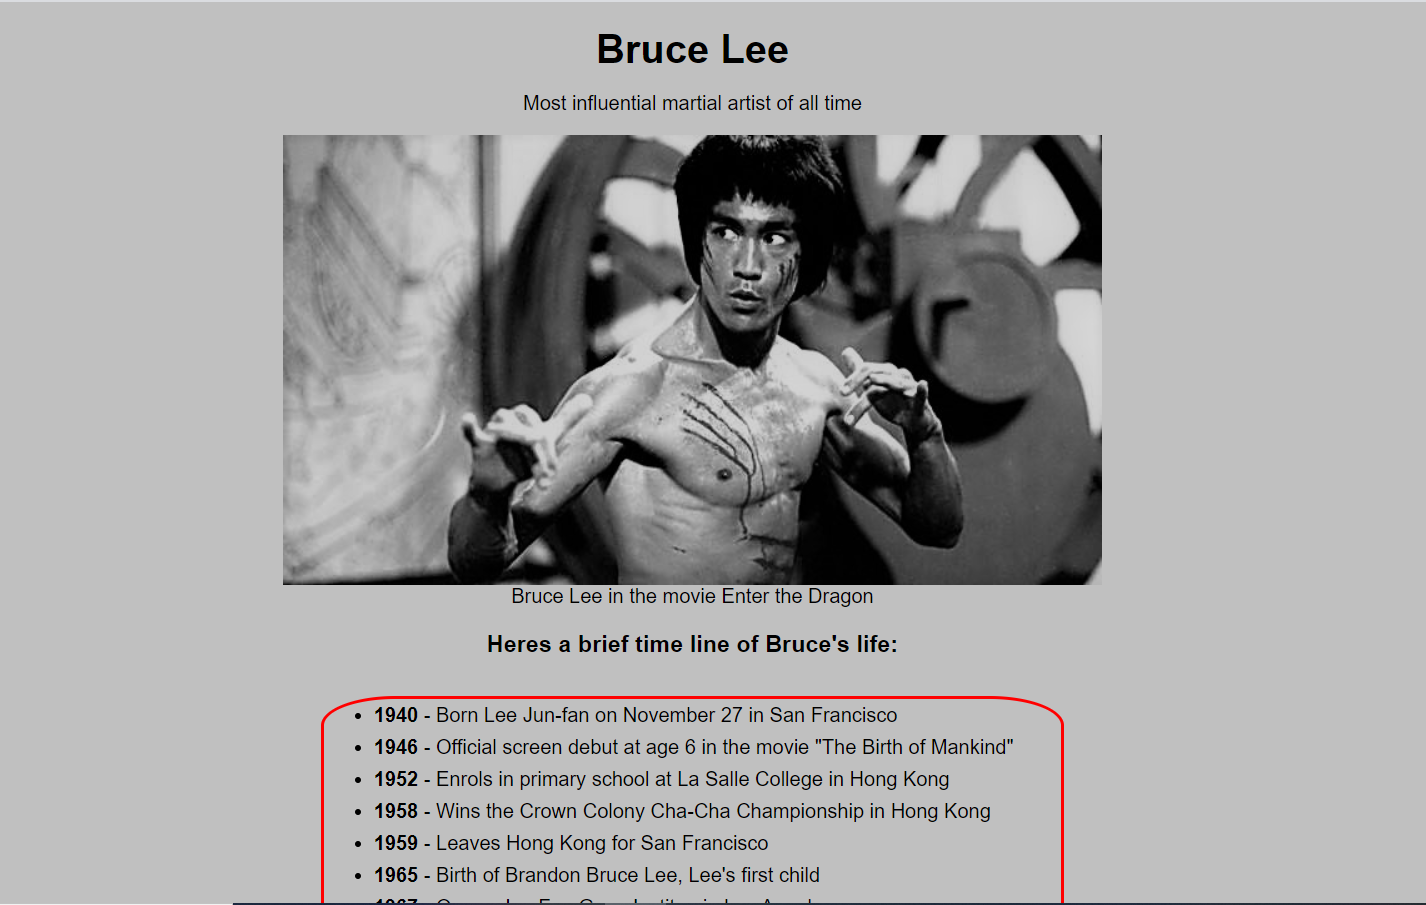 Bruce Lee
Most influential martial artist of all time
Bruce Lee in the movie Enter the Dragon
Heres a brief time line of Bruce's life:
• 1940 - Born Lee Jun-fan on November 27 in San Francisco
• 1946 - Official screen debut at age 6 in the movie "The Birth of Mankind"
• 1952 - Enrols in primary school at La Salle College in Hong Kong
• 1958 - Wins the Crown Colony Cha-Cha Championship in Hong Kong
• 1959 - Leaves Hong Kong for San Francisco
• 1965 - Birth of Brandon Bruce Lee, Lee's first child